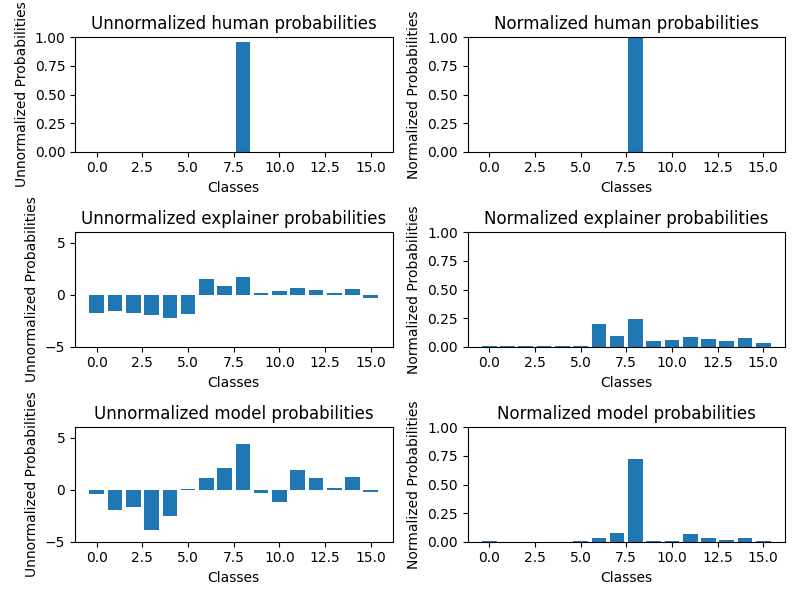 Unnormalized human probabilities
Normalized human probabilities
Unnormalized Probabilities
1.00
0.75
0.50
0.25
0.00
0.0 2.5 5.0 7.5 10.0 12.5 15.0
Classes
Normalized Probabilities
1.00
0.75
0.50
0.25
0.00
0.0 2.5 5.0 7.5 10.0 12.5 15.0
Classes
Unnormalized explainer probabilities
Normalized explainer probabilities
Unnormalized Probabilities
5
0
−5
0.0 2.5 5.0 7.5 10.0 12.5 15.0
Classes
Normalized Probabilities
1.00
0.75
0.50
0.25
0.00
0.0 2.5 5.0 7.5 10.0 12.5 15.0
Classes
Unnormalized model probabilities
Normalized model probabilities
Unnormalized Probabilities
5
0
−5
0.0 2.5 5.0 7.5 10.0 12.5 15.0
Classes
Normalized Probabilities
1.00
0.75
0.50
0.25
0.00
0.0 2.5 5.0 7.5 10.0 12.5 15.0
Classes